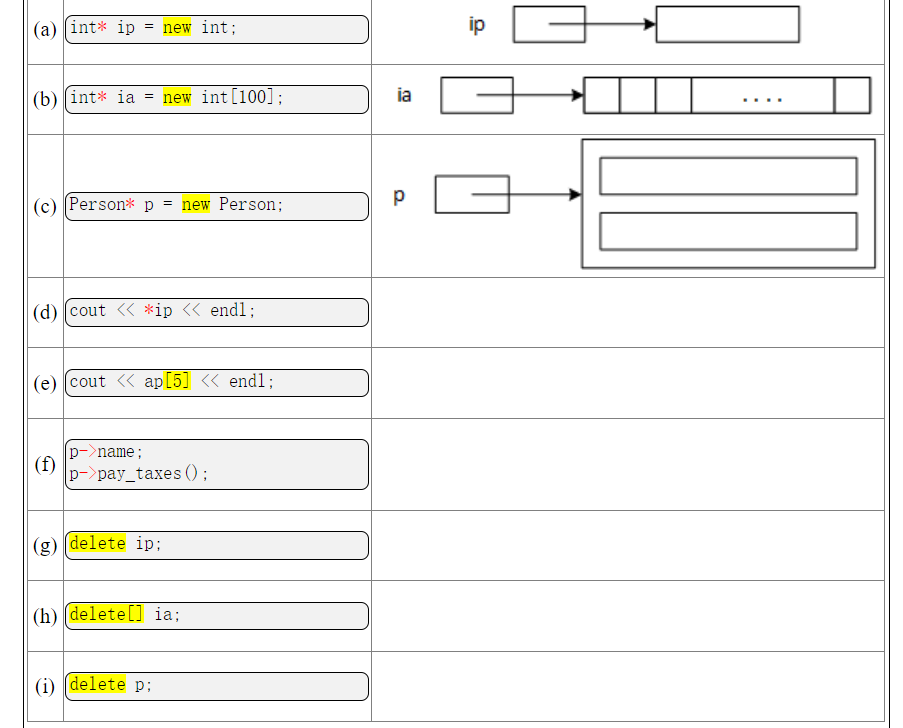 (a) int* ip = new int; ip
(b) int* ia = new int[100]; ia ....
(c) Person* p = new Person; p
(d) cout << *ip << endl;
(e) cout << ap[5] << endl;
(f) p->name;
p->pay_taxes();
(g) delete ip;
(h) delete[] ia;
(i) delete p;